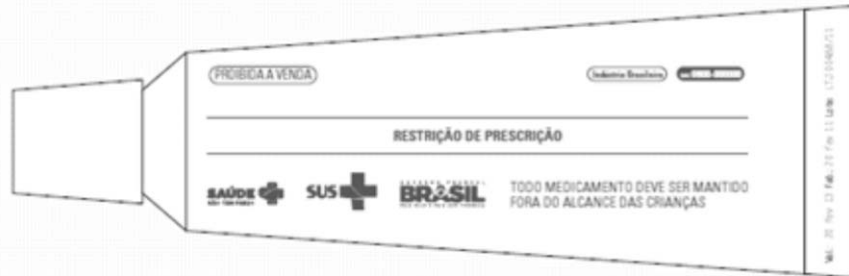 PROIBIDA A VENDA
Indústria Brasileira
RESTRIÇÃO DE PRESCRIÇÃO
SAÚDE
SUS
BRASIL
TODO MEDICAMENTO DEVE SER MANTIDO
FORA DO ALCANCE DAS CRIANÇAS